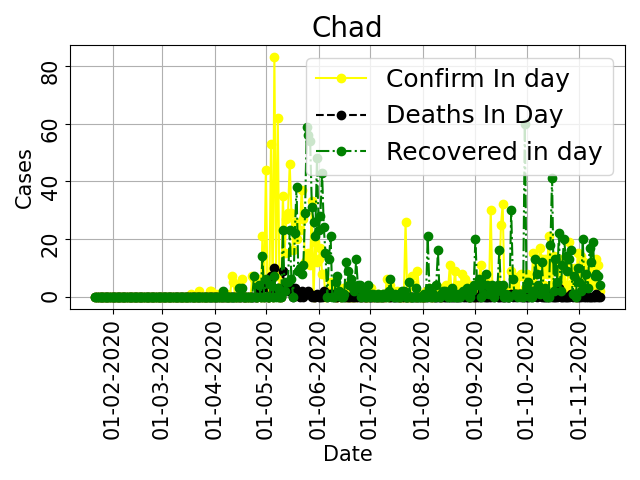 Chad
Cases
80
60
40
20
0
Confirm In day
Deaths In Day
Recovered in day
01-02-2020
01-03-2020
01-04-2020
01-05-2020
01-06-2020
01-07-2020
01-08-2020
01-09-2020
01-10-2020
01-11-2020
Date